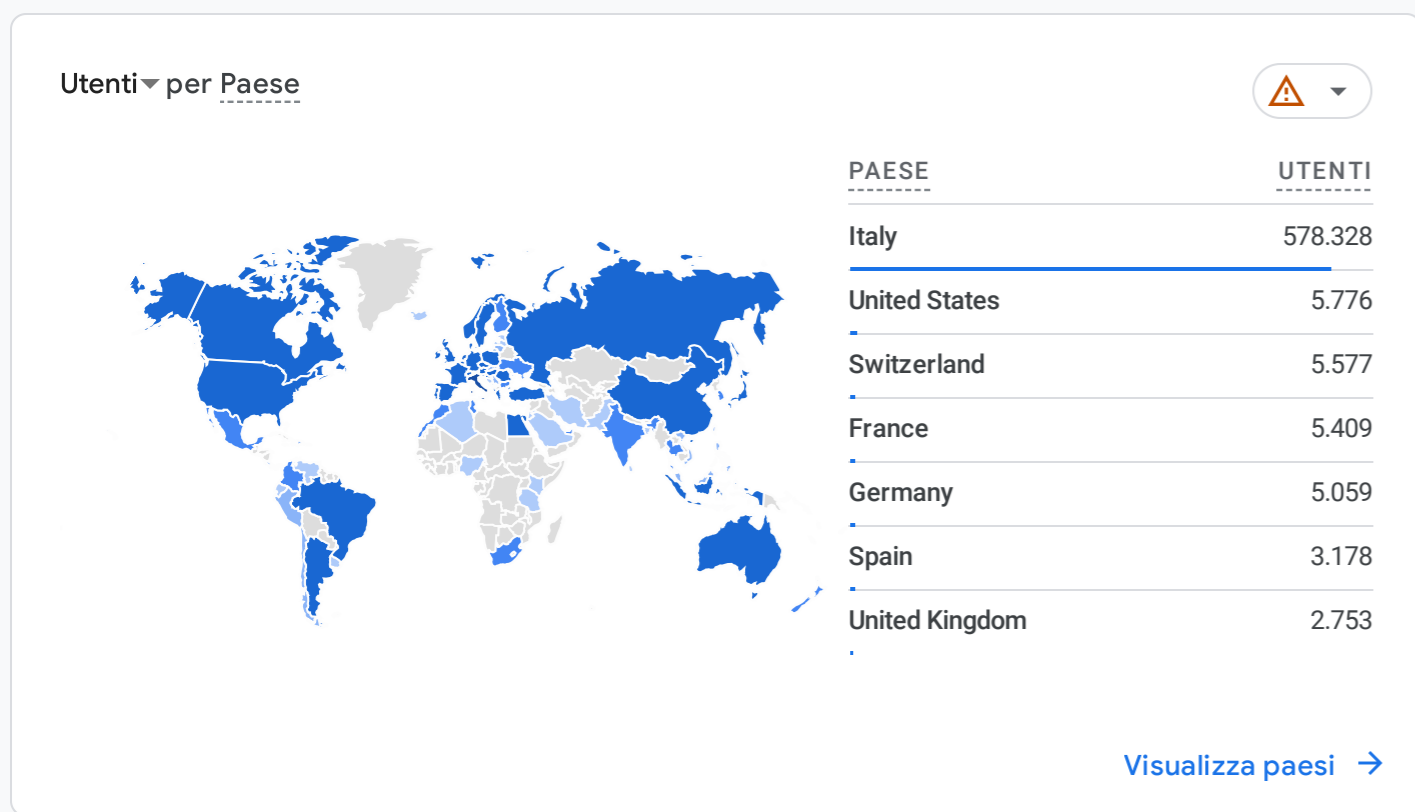 Utenti per Paese
PAESE UTENTI
Italy 578.328
United States 5.776
Switzerland 5.577
France 5.409
Germany 5.059
Spain 3.178
United Kingdom 2.753
Visualizza paesi